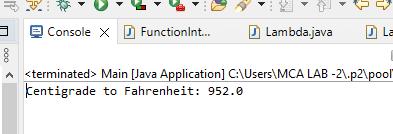 Console FunctionInt... Lambda.java La
<terminated> Main [Java Application] C:\Users\MCA LAB -2\.p2\pool\
Centigrade to Fahrenheit: 952.0